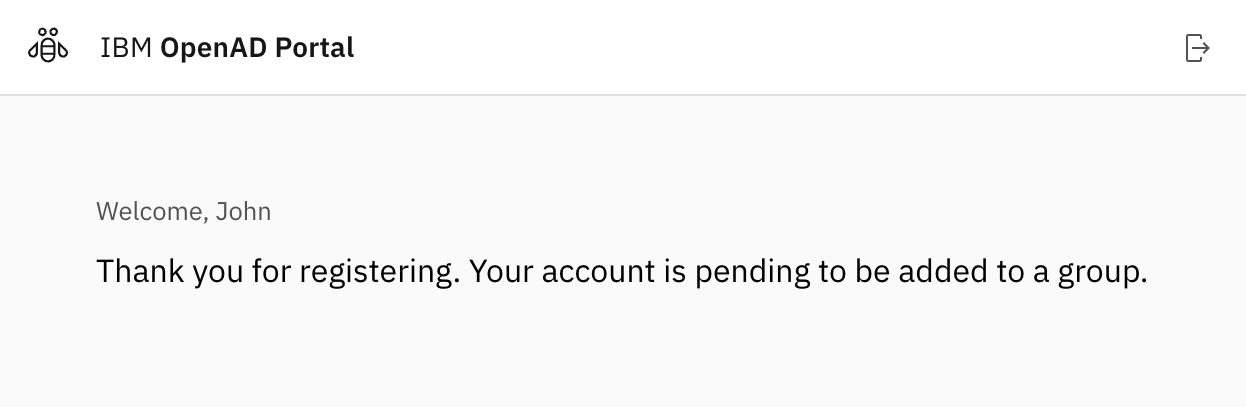 IBM OpenAD Portal
Welcome, John
Thank you for registering. Your account is pending to be added to a group.